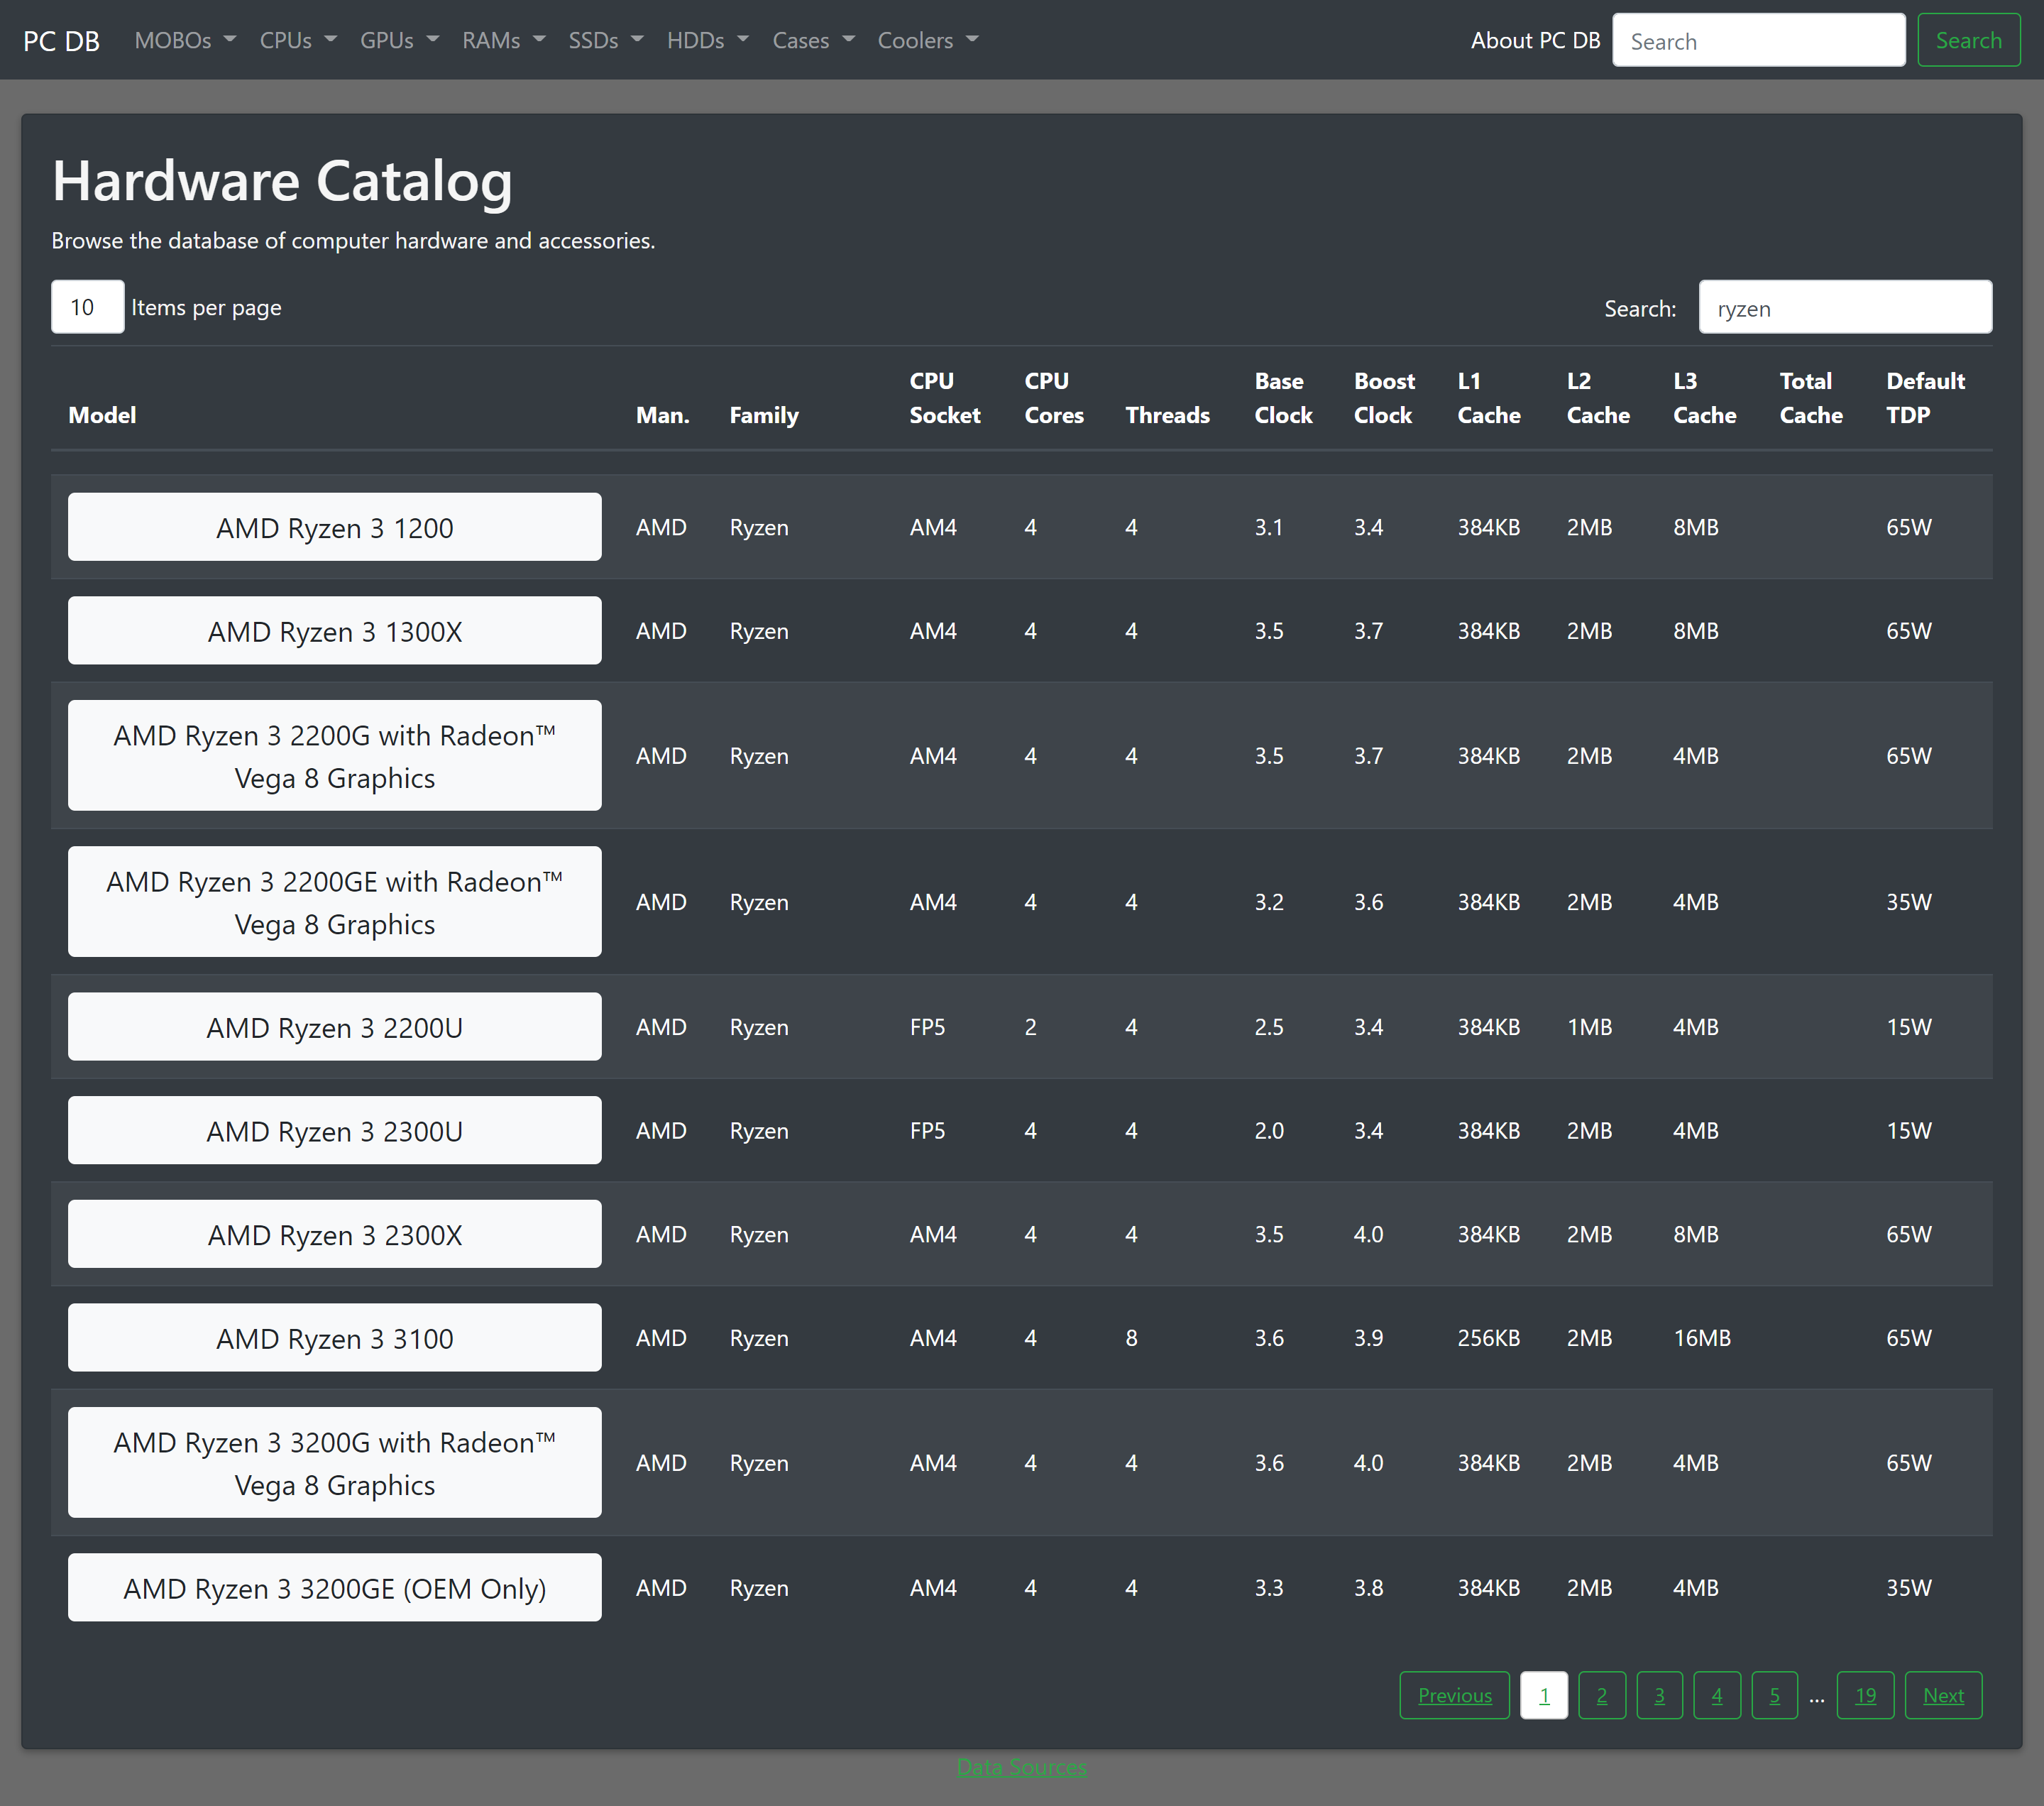 PC DB MOBOs CPUs GPUs RAMs SSDs HDDs Cases Coolers About PC DB Search Search
Hardware Catalog
Browse the database of computer hardware and accessories.
10 Items per page Search: ryzen
Model Man. Family CPU Socket CPU Cores Threads Base Clock Boost Clock L1 Cache L2 Cache L3 Cache Total Cache Default TDP
AMD Ryzen 3 1200 AMD Ryzen AM4 4 4 3.1 3.4 384KB 2MB 8MB 65W
AMD Ryzen 3 1300X AMD Ryzen AM4 4 4 3.5 3.7 384KB 2MB 8MB 65W
AMD Ryzen 3 2200G with Radeon™ Vega 8 Graphics AMD Ryzen AM4 4 4 3.5 3.7 384KB 2MB 4MB 65W
AMD Ryzen 3 2200GE with Radeon™ Vega 8 Graphics AMD Ryzen AM4 4 4 3.2 3.6 384KB 2MB 4MB 35W
AMD Ryzen 3 2200U AMD Ryzen FP5 2 4 2.5 3.4 384KB 1MB 4MB 15W
AMD Ryzen 3 2300U AMD Ryzen FP5 4 4 2.0 3.4 384KB 2MB 4MB 15W
AMD Ryzen 3 2300X AMD Ryzen AM4 4 4 3.5 4.0 384KB 2MB 8MB 65W
AMD Ryzen 3 3100 AMD Ryzen AM4 4 8 3.6 3.9 256KB 2MB 16MB 65W
AMD Ryzen 3 3200G with Radeon™ Vega 8 Graphics AMD Ryzen AM4 4 4 3.6 4.0 384KB 2MB 4MB 65W
AMD Ryzen 3 3200GE (OEM Only) AMD Ryzen AM4 4 4 3.3 3.8 384KB 2MB 4MB 35W
Previous 1 2 3 4 5 … 19 Next
Data Sources